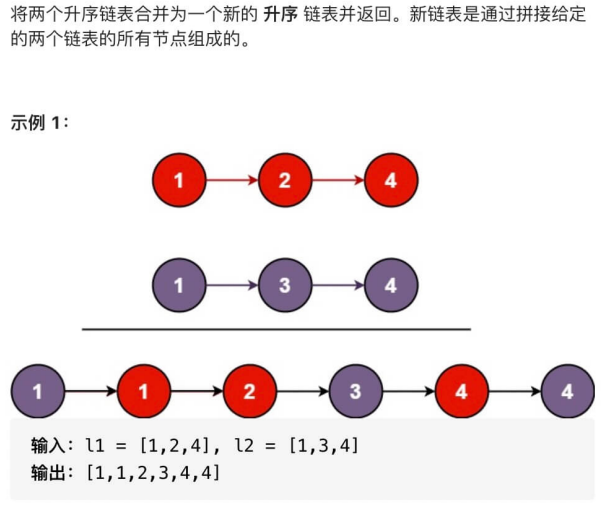 将两个升序链表合并为一个新的 升序 链表并返回。新链表是通过拼接给定
的两个链表的所有节点组成的。
示例 1：
1 2 4
1 3 4
1 1 2 3 4 4
输入：l1 = [1,2,4], l2 = [1,3,4]
输出：[1,1,2,3,4,4]